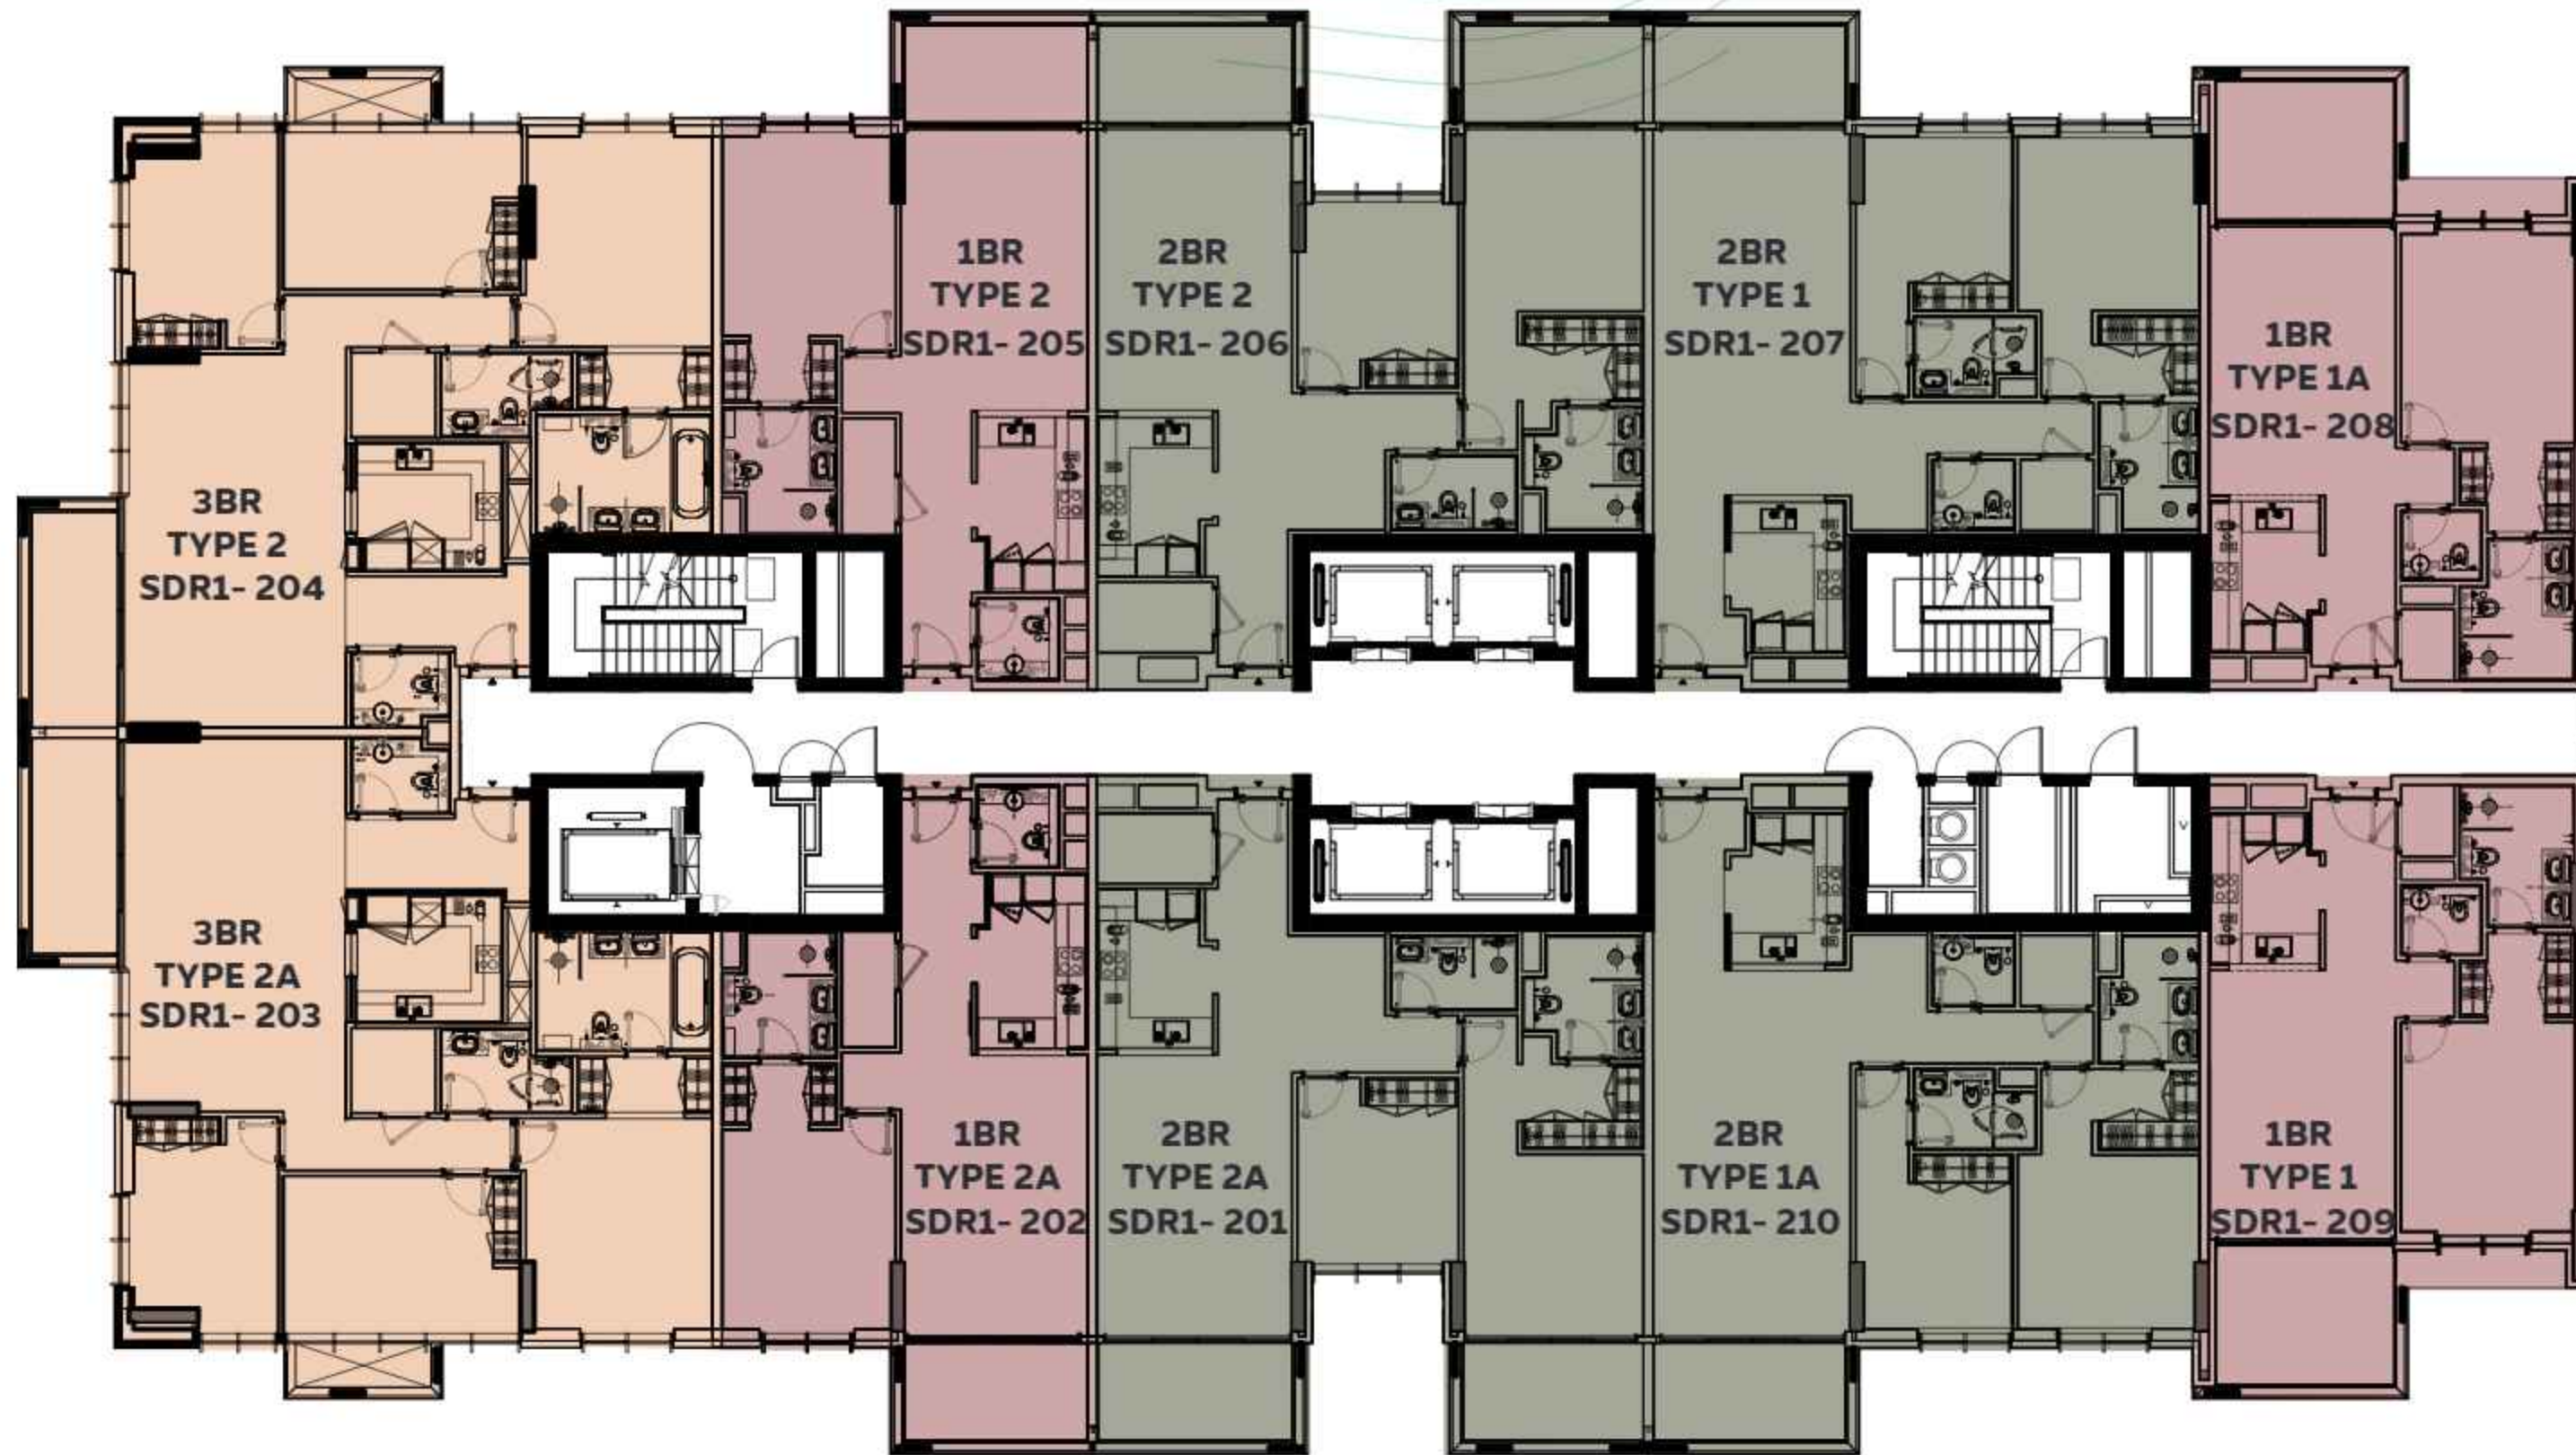 1BR
TYPE 2
SDR1- 205
2BR
TYPE 2
SDR1- 206
2BR
TYPE 1
SDR1- 207
1BR
TYPE 1A
SDR1- 208
3BR
TYPE 2
SDR1- 204
3BR
TYPE 2A
SDR1- 203
1BR
TYPE 2A
SDR1- 202
2BR
TYPE 2A
SDR1- 201
2BR
TYPE 1A
SDR1- 210
1BR
TYPE 1
SDR1- 209